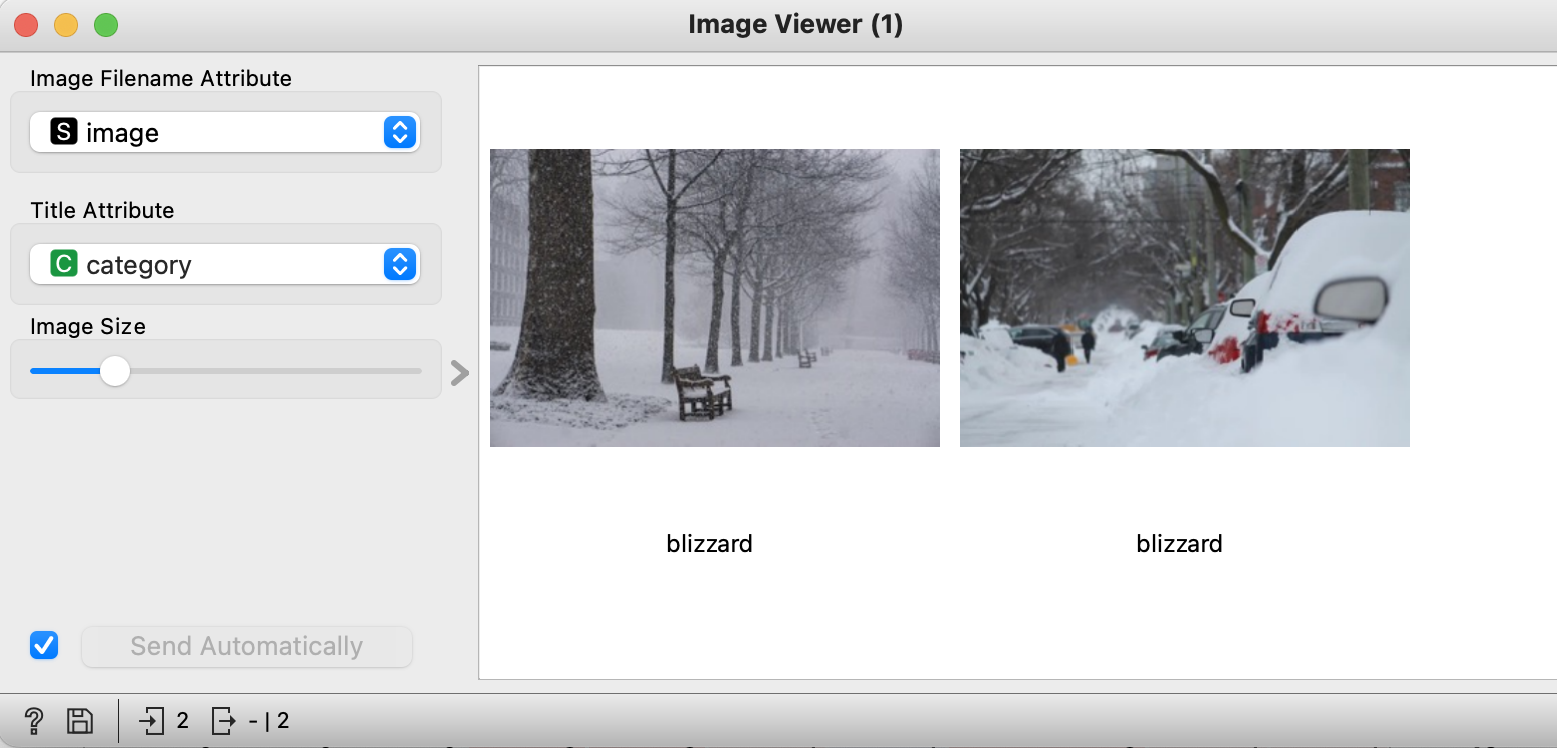 Image Viewer (1)
Image Filename Attribute
S image
Title Attribute
C category
Image Size
blizzard blizzard
Send Automatically
? 2 - | 2